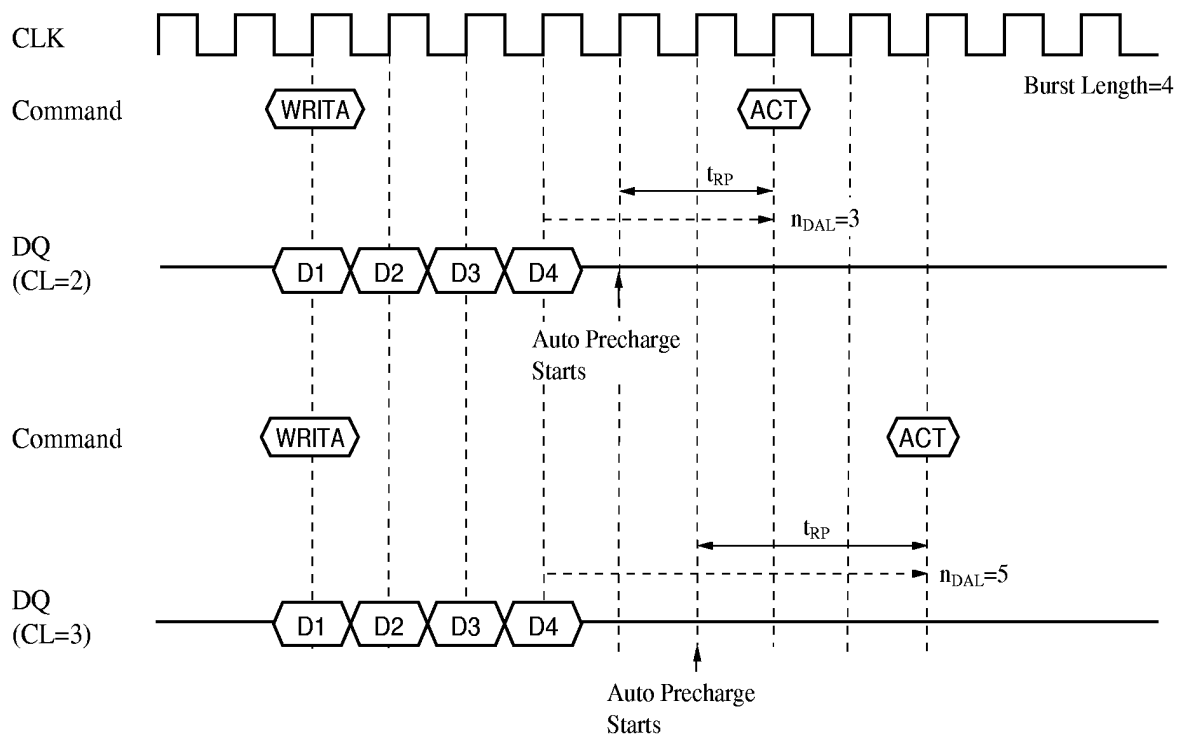 CLK
Burst Length=4
Command
WRITA
ACT
tRP
nDAL=3
DQ
(CL=2)
D1
D2
D3
D4
Auto Precharge
Starts
Command
WRITA
ACT
tRP
nDAL=5
DQ
(CL=3)
D1
D2
D3
D4
Auto Precharge
Starts